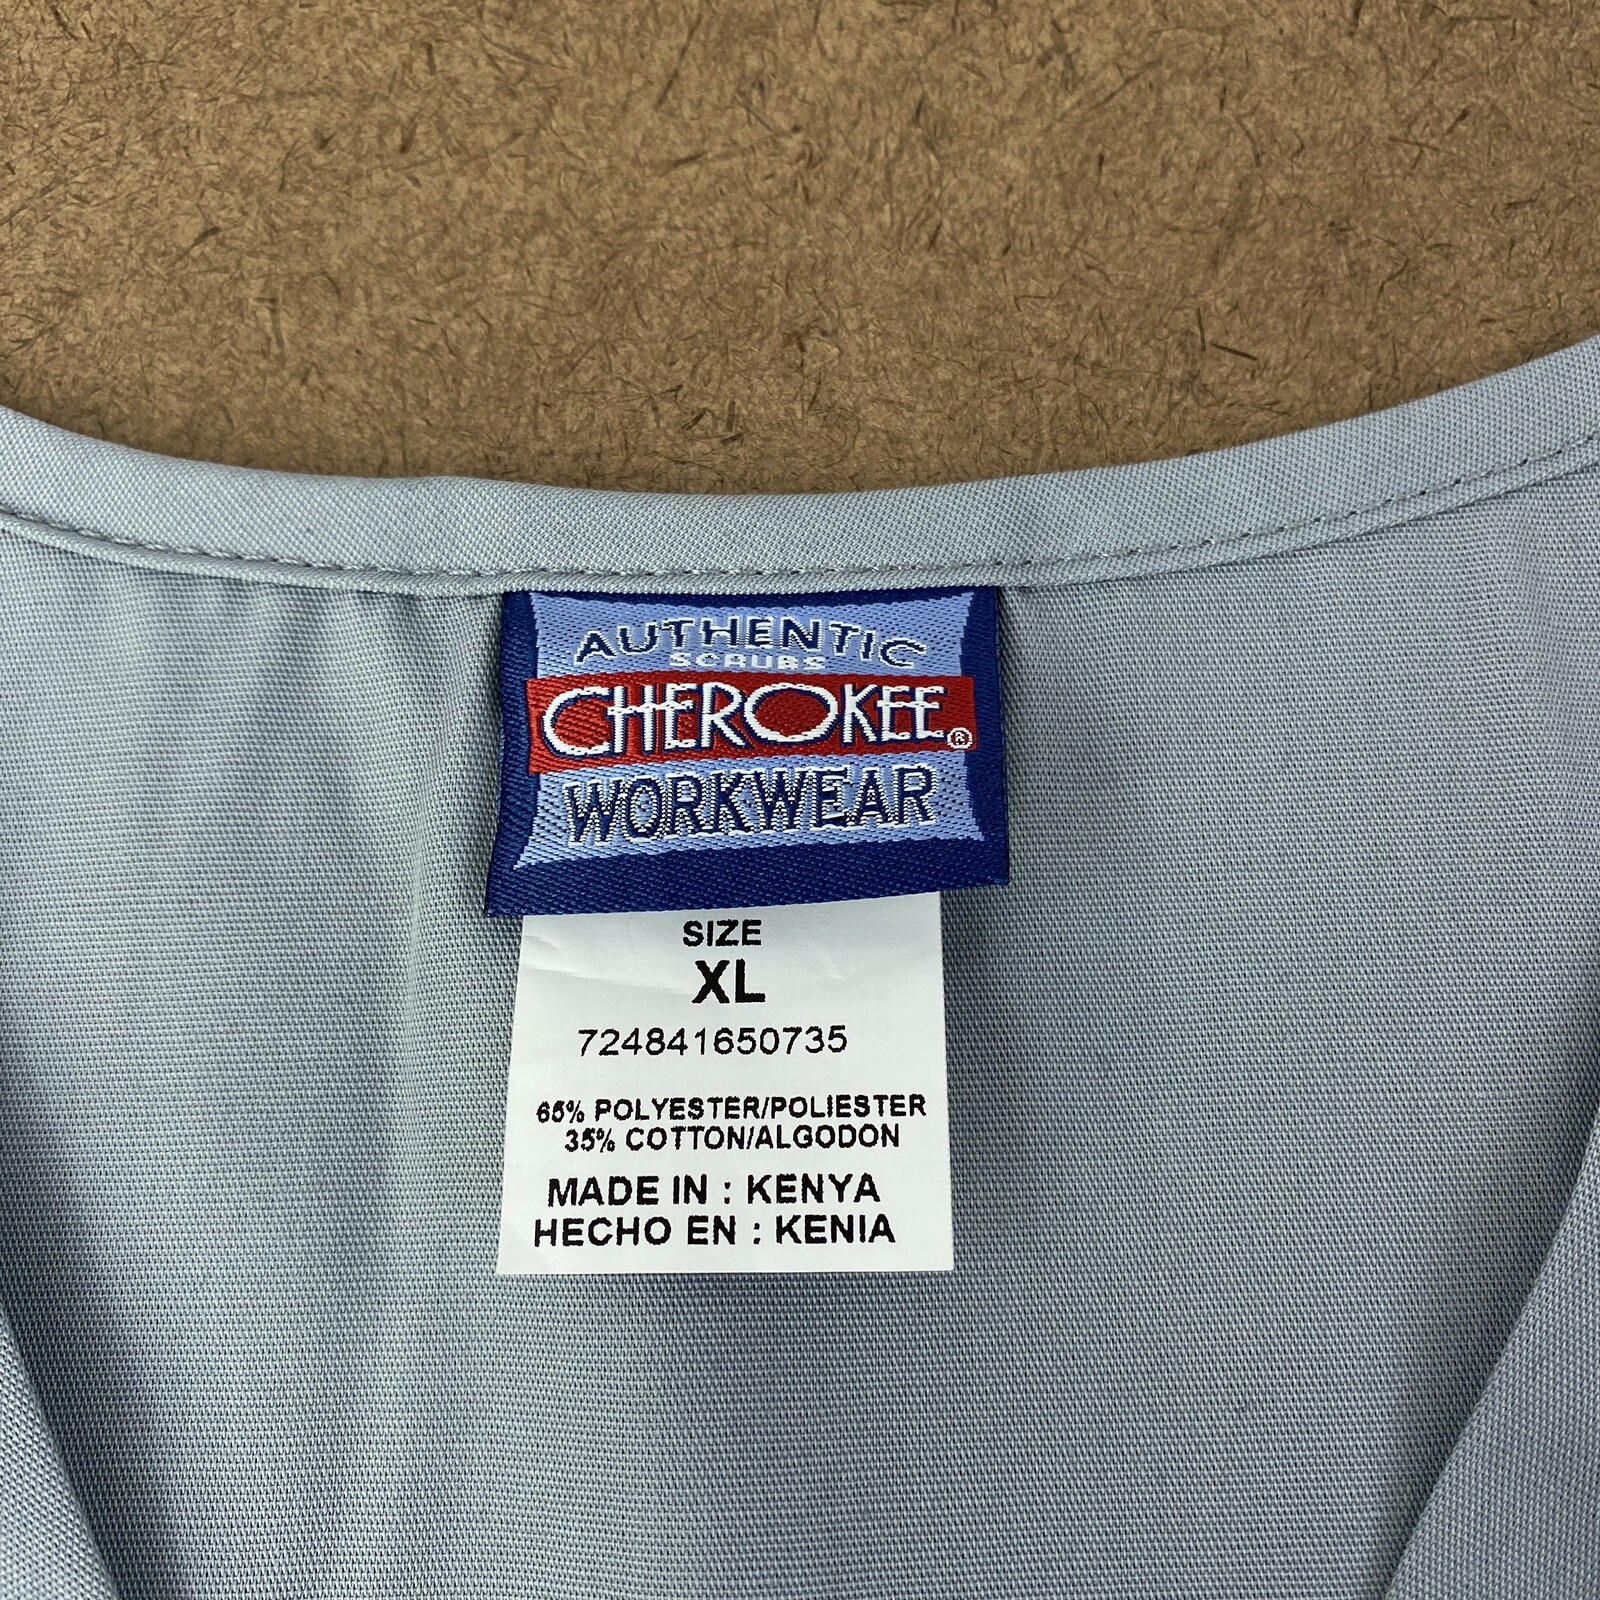 AUTHENTIC
SCRUBS
CHEROKEE®
WORKWEAR
SIZE
XL
724841650735
65% POLYESTER/POLIESTER
35% COTTON/ALGODON
MADE IN : KENYA
HECHO EN : KENIA